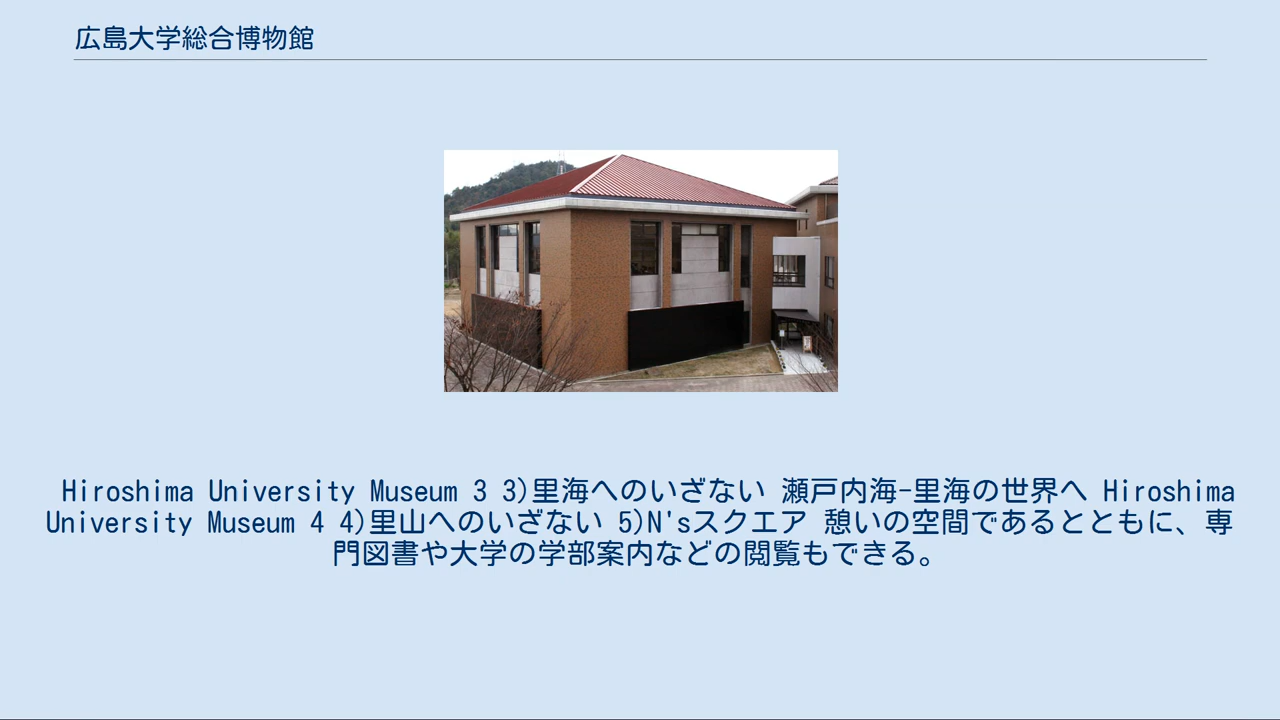 広島大学総合博物館
Hiroshima University Museum 3 3)里海へのいざない 瀬戸内海-里海の世界へ Hiroshima
University Museum 4 4)里山へのいざない 5)N'sスクエア 憩いの空間であるとともに、専
門図書や大学の学部案内などの閲覧もできる。